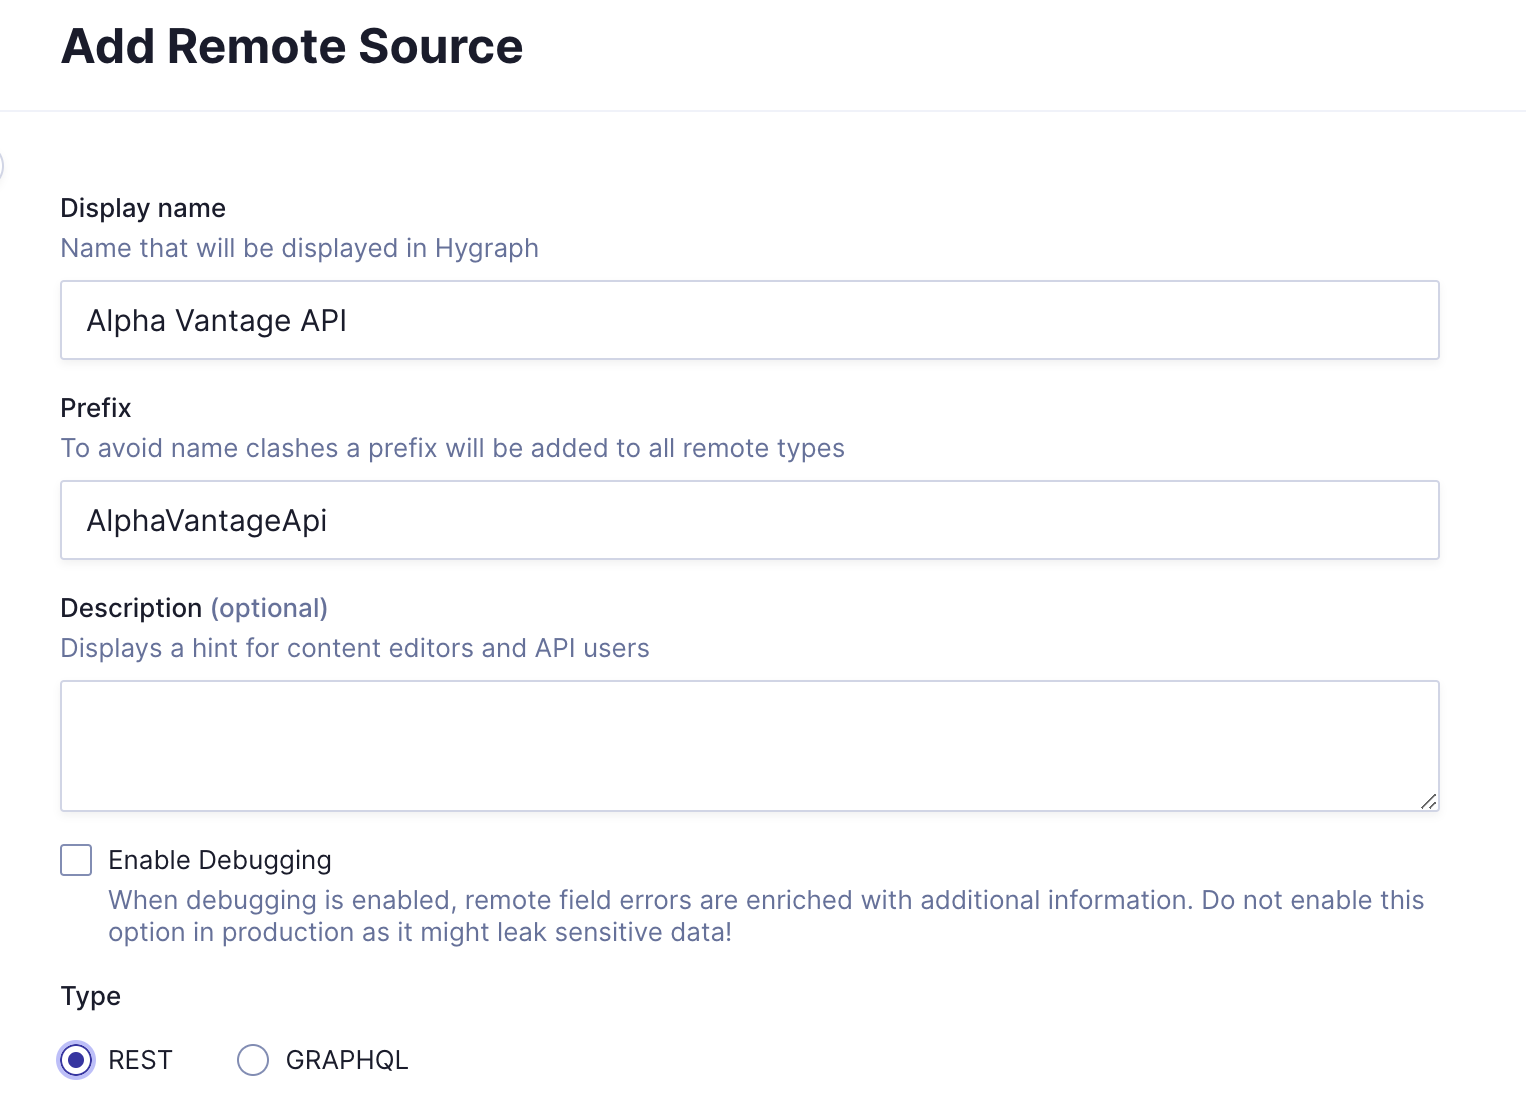 Add Remote Source
Display name
Name that will be displayed in Hygraph
Alpha Vantage API
Prefix
To avoid name clashes a prefix will be added to all remote types
AlphaVantageApi
Description (optional)
Displays a hint for content editors and API users
Enable Debugging
When debugging is enabled, remote field errors are enriched with additional information. Do not enable this
option in production as it might leak sensitive data!
Type
REST GRAPHQL